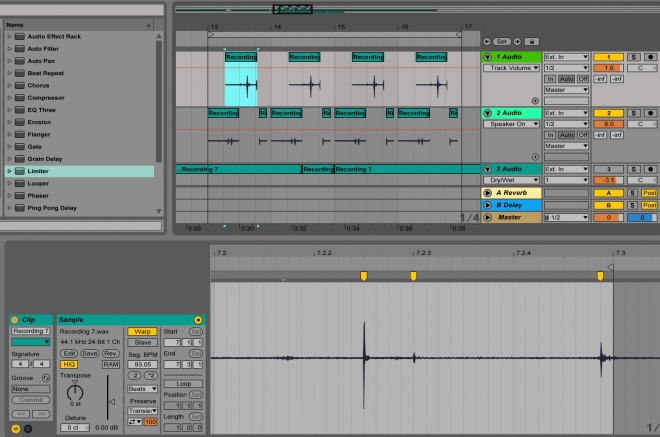 Name
Audio Effect Rack
Auto Filter
Auto Pan
Beat Repeat
Chorus
Compressor
EQ Three
Erosion
Flanger
Gate
Grain Delay
Limiter
Looper
Phaser
Ping Pong Delay
13 14 15 16 17
Set
Recording Recording Recording Recording
1 Audio Ext. In 1 S
Track Volume 1/2 1.6 C
In Auto Off -inf -inf
Master
Recording Re Recording Re Recording Re Recording Re
2 Audio Ext. In 2 S
Speaker On 1/2 6.0 C
In Auto Off -inf -inf
Master
...Recording 7 Recording Recording 7
3 Audio Ext. In 3 S
Dry/Wet 1 -3.5 C
A Reverb A S Post
B Delay B S Post
1/4 Master 1/2 0 0
0:28 0:30 0:32 0:34 0:36 0:38
7.2 7.2.2 7.2.3 7.2.4 7.3
Clip
Recording 7
Signature
4 / 4
Groove
None
Commit
<< >>
Sample
Recording 7.wav
44.1 kHz 24 Bit 1 Ch
Edit Save Rev.
HiQ RAM
Transpose
0 st
Detune
0 ct 0.00 dB
Warp
Slave
Seg. BPM
93.05
:2 *2
Beats
Preserve
Transien
100
Start Set
7 1 1
End Set
7 3 1
Loop
Position Set
1 1 1
Length Set
1 0 0
1/